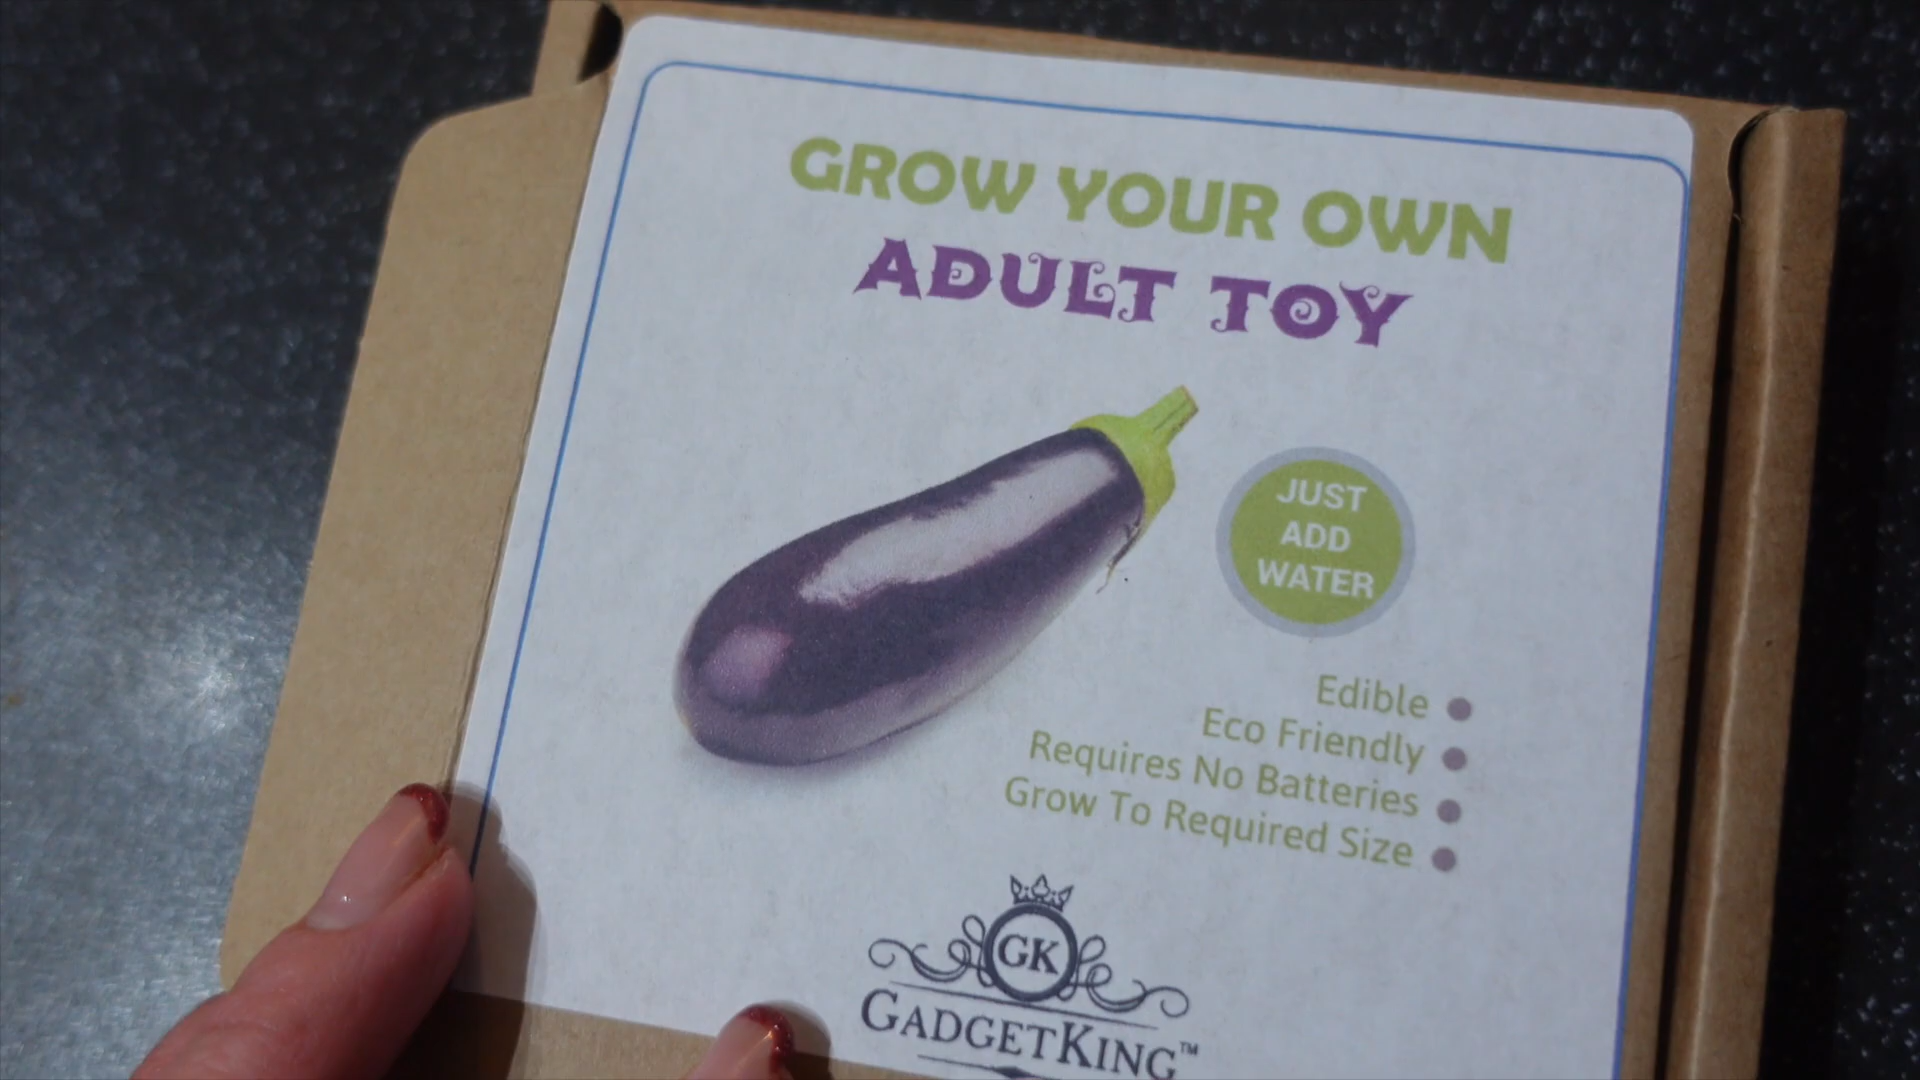 GROW YOUR OWN
ADULT TOY
JUST
ADD
WATER
Edible
Eco Friendly
Requires No Batteries
Grow To Required Size
GK
GADGETKING™